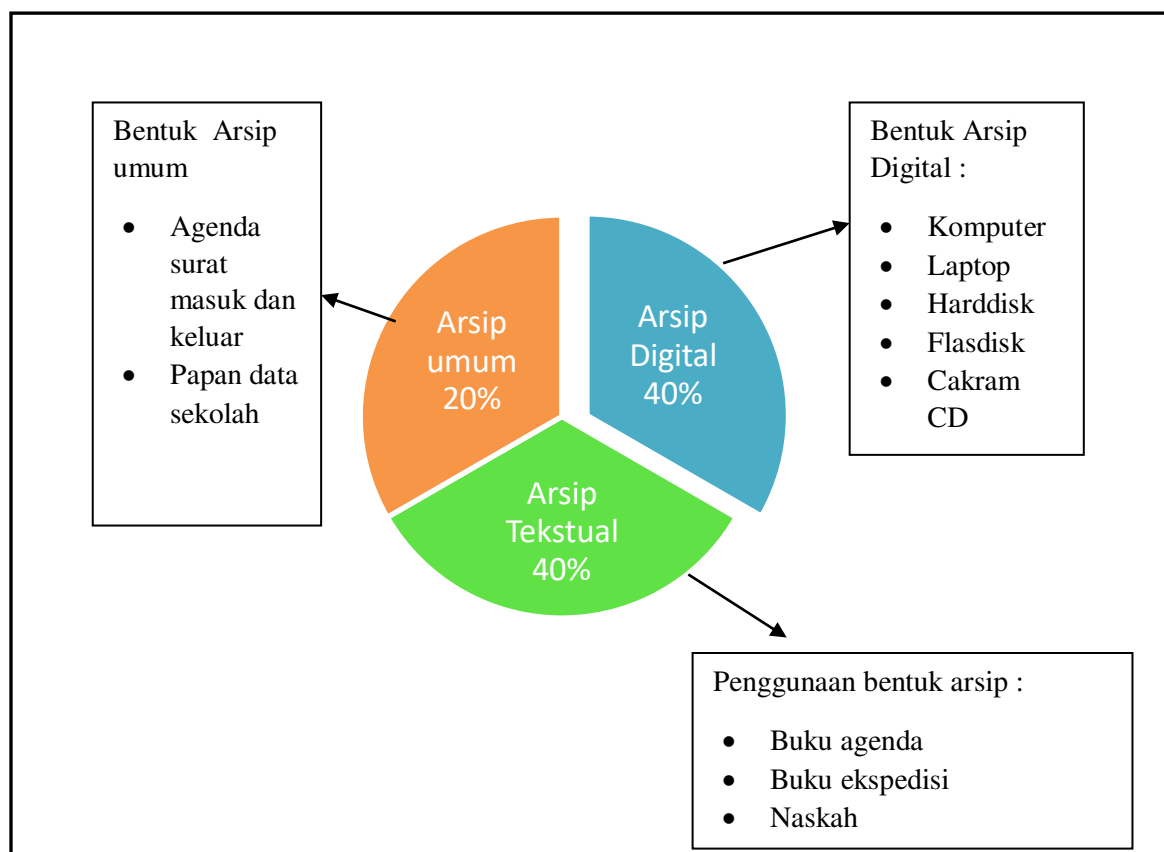 Bentuk Arsip
umum
• Agenda
surat
masuk dan
keluar
• Papan data
sekolah
Bentuk Arsip
Digital :
• Komputer
• Laptop
• Harddisk
• Flasdisk
• Cakram
CD
Arsip
umum
20%
Arsip
Digital
40%
Arsip
Tekstual
40%
Penggunaan bentuk arsip :
• Buku agenda
• Buku ekspedisi
• Naskah